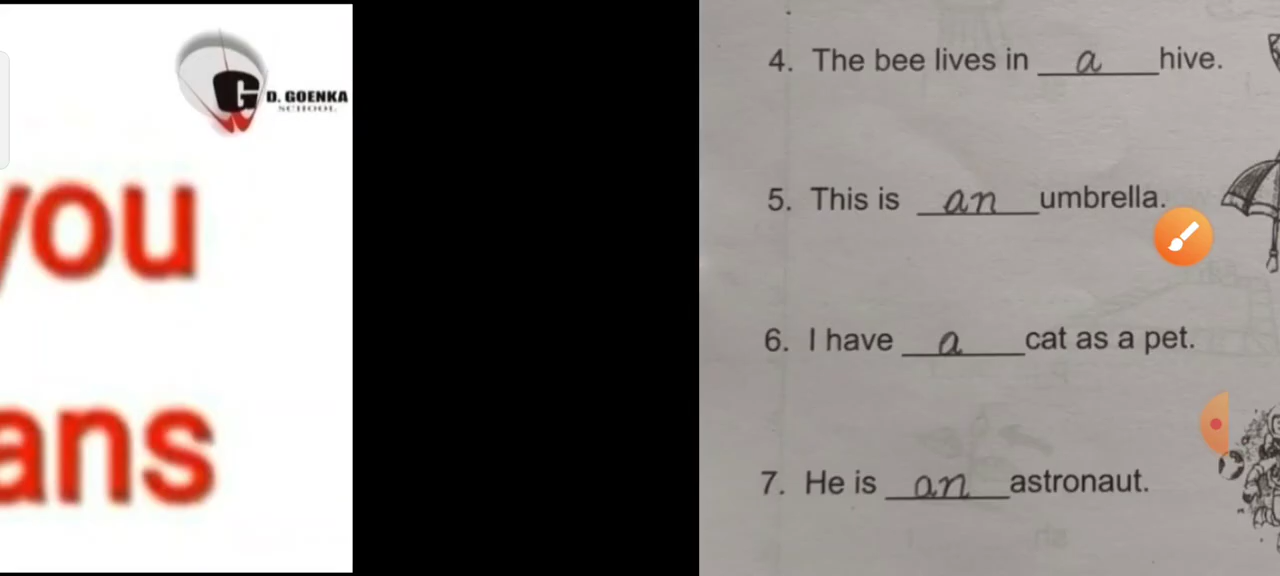 G D. GOENKA
SCHOOL
you
ans
4. The bee lives in a hive.
5. This is an umbrella.
6. I have a cat as a pet.
7. He is an astronaut.